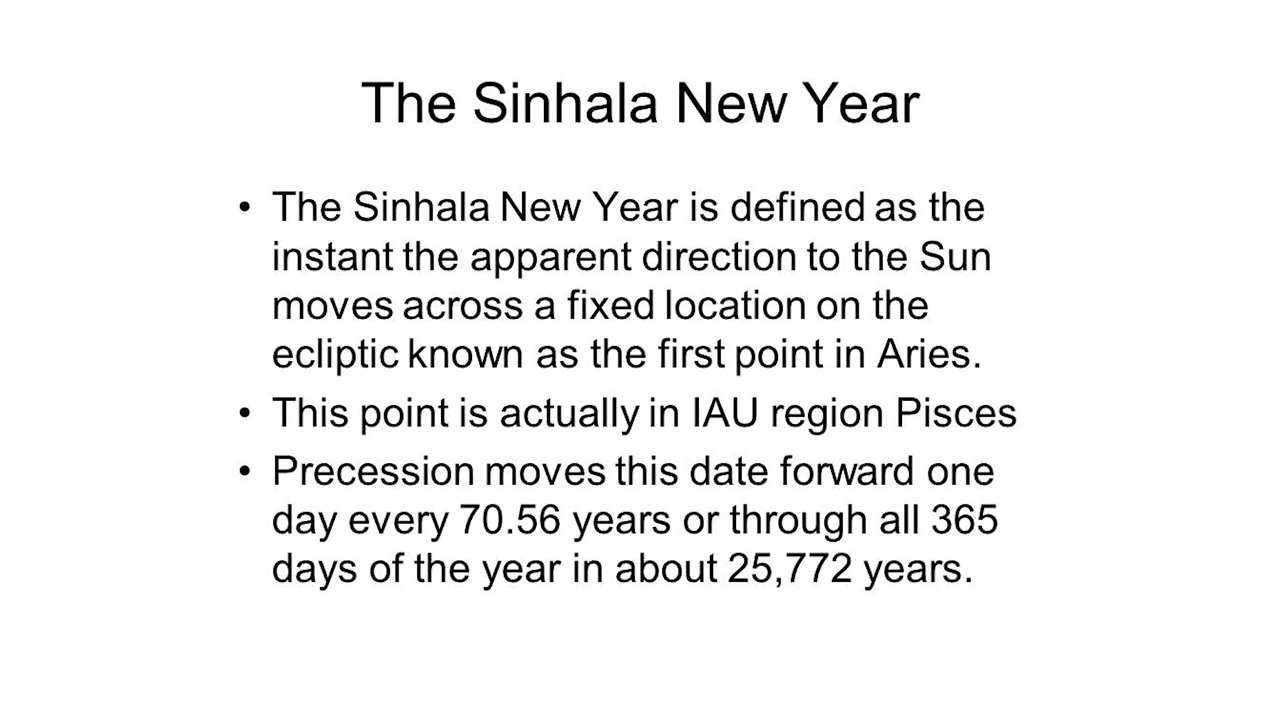 The Sinhala New Year
• The Sinhala New Year is defined as the
instant the apparent direction to the Sun
moves across a fixed location on the
ecliptic known as the first point in Aries.
• This point is actually in IAU region Pisces
• Precession moves this date forward one
day every 70.56 years or through all 365
days of the year in about 25,772 years.